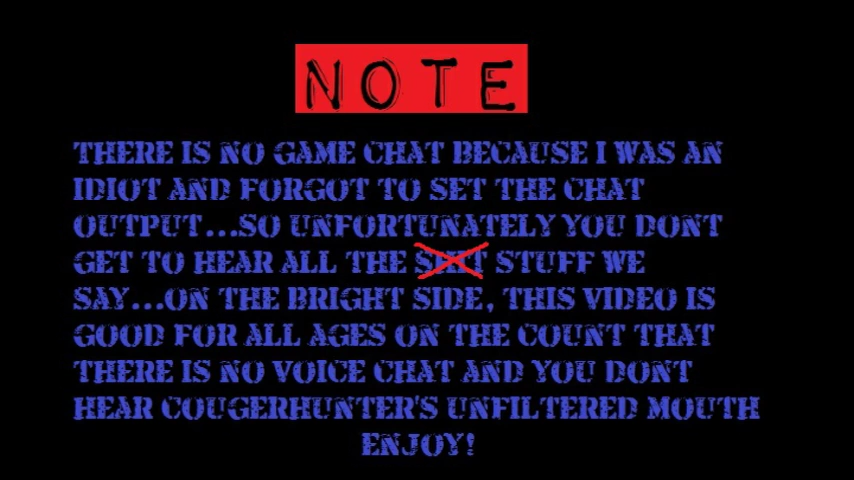 NOTE
THERE IS NO GAME CHAT BECAUSE I WAS AN
IDIOT AND FORGOT TO SET THE CHAT
OUTPUT...SO UNFORTUNATELY YOU DONT
GET TO HEAR ALL THE SHIT STUFF WE
SAY...ON THE BRIGHT SIDE, THIS VIDEO IS
GOOD FOR ALL AGES ON THE COUNT THAT
THERE IS NO VOICE CHAT AND YOU DONT
HEAR COUGERHUNTER'S UNFILTERED MOUTH
ENJOY!